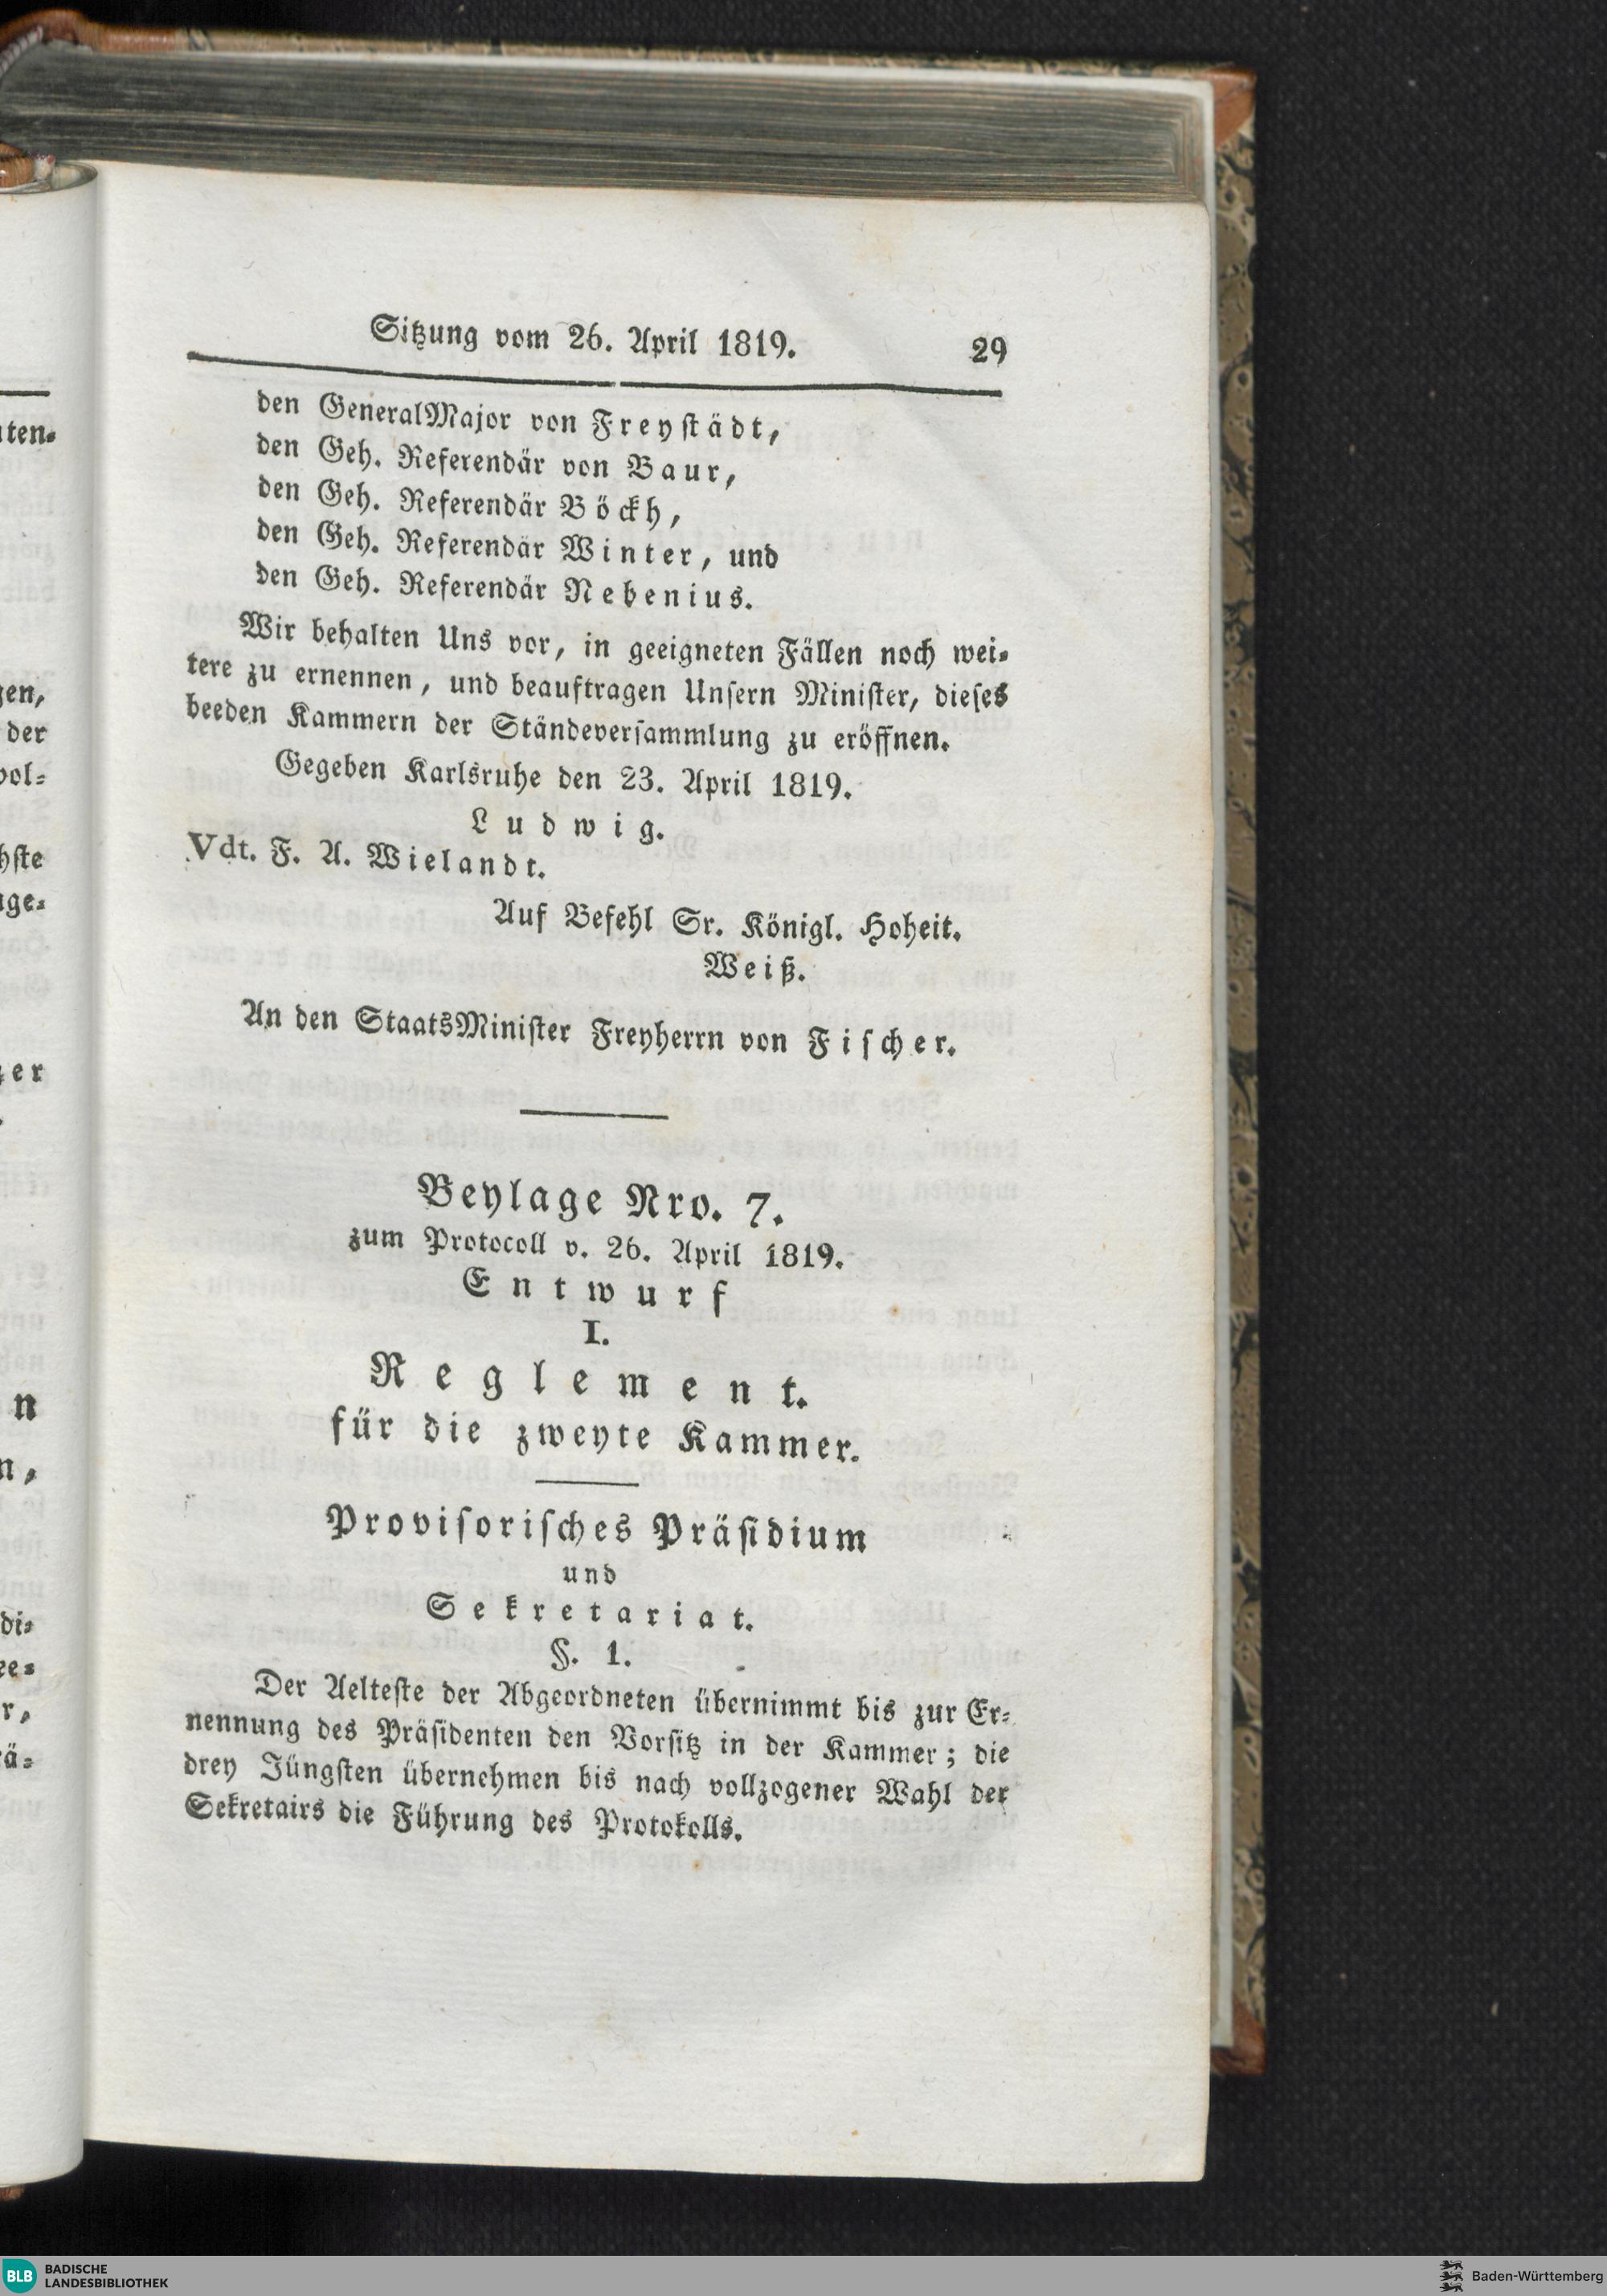 Sitzung vom 26. April 1819. 29
den GeneralMajor von Freystädt,
den Geh. Referendär von Baur,
den Geh. Referendär Böckh,
den Geh. Referendär Winter, und
den Geh. Referendär Nebenius.
Wir behalten Uns vor, in geeigneten Fällen noch wei-
tere zu ernennen, und beauftragen Unsern Minister, dieses
beeden Kammern der Ständeversammlung zu eröffnen.
Gegeben Karlsruhe den 23. April 1819.
Ludwig.
Vdt. F. A. Wielandt.
Auf Befehl Sr. Königl. Hoheit.
Weiß.
An den StaatsMinister Freyherrn von Fischer.
Beylage Nro. 7.
zum Protocoll v. 26. April 1819.
Entwurf
I.
Reglement.
für die zweyte Kammer.
Provisorisches Präsidium
und
Sekretariat.
§. 1.
Der Aelteste der Abgeordneten übernimmt bis zur Er-
nennung des Präsidenten den Vorsitz in der Kammer; die
drey Jüngsten übernehmen bis nach vollzogener Wahl der
Sekretairs die Führung des Protokolls.
BLB BADISCHE
LANDESBIBLIOTHEK
Baden-Württemberg